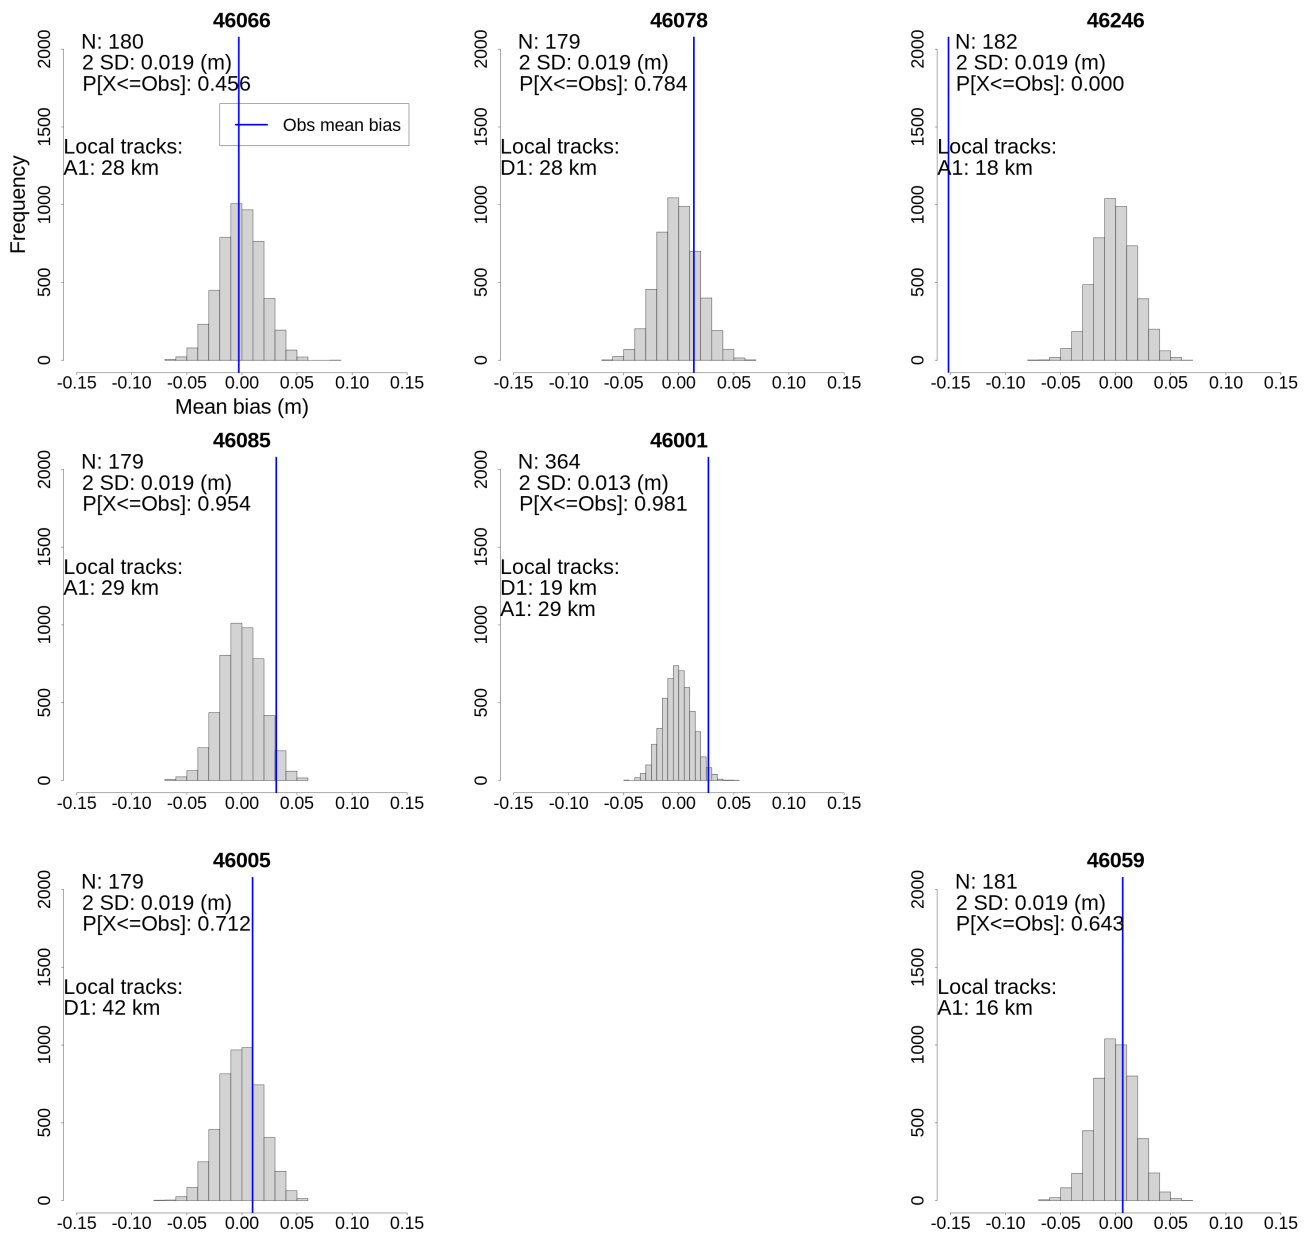 46066
N: 180
2 SD: 0.019 (m)
P[X<=Obs]: 0.456
Obs mean bias
Local tracks:
A1: 28 km
Frequency
0
500
1000
1500
2000
-0.15 -0.10 -0.05 0.00 0.05 0.10 0.15
Mean bias (m)
46078
N: 179
2 SD: 0.019 (m)
P[X<=Obs]: 0.784
Local tracks:
D1: 28 km
0
500
1000
1500
2000
-0.15 -0.10 -0.05 0.00 0.05 0.10 0.15
46246
N: 182
2 SD: 0.019 (m)
P[X<=Obs]: 0.000
Local tracks:
A1: 18 km
0
500
1000
1500
2000
-0.15 -0.10 -0.05 0.00 0.05 0.10 0.15
46085
N: 179
2 SD: 0.019 (m)
P[X<=Obs]: 0.954
Local tracks:
A1: 29 km
0
500
1000
1500
2000
-0.15 -0.10 -0.05 0.00 0.05 0.10 0.15
46001
N: 364
2 SD: 0.013 (m)
P[X<=Obs]: 0.981
Local tracks:
D1: 19 km
A1: 29 km
0
500
1000
1500
2000
-0.15 -0.10 -0.05 0.00 0.05 0.10 0.15
46005
N: 179
2 SD: 0.019 (m)
P[X<=Obs]: 0.712
Local tracks:
D1: 42 km
0
500
1000
1500
2000
-0.15 -0.10 -0.05 0.00 0.05 0.10 0.15
46059
N: 181
2 SD: 0.019 (m)
P[X<=Obs]: 0.643
Local tracks:
A1: 16 km
0
500
1000
1500
2000
-0.15 -0.10 -0.05 0.00 0.05 0.10 0.15